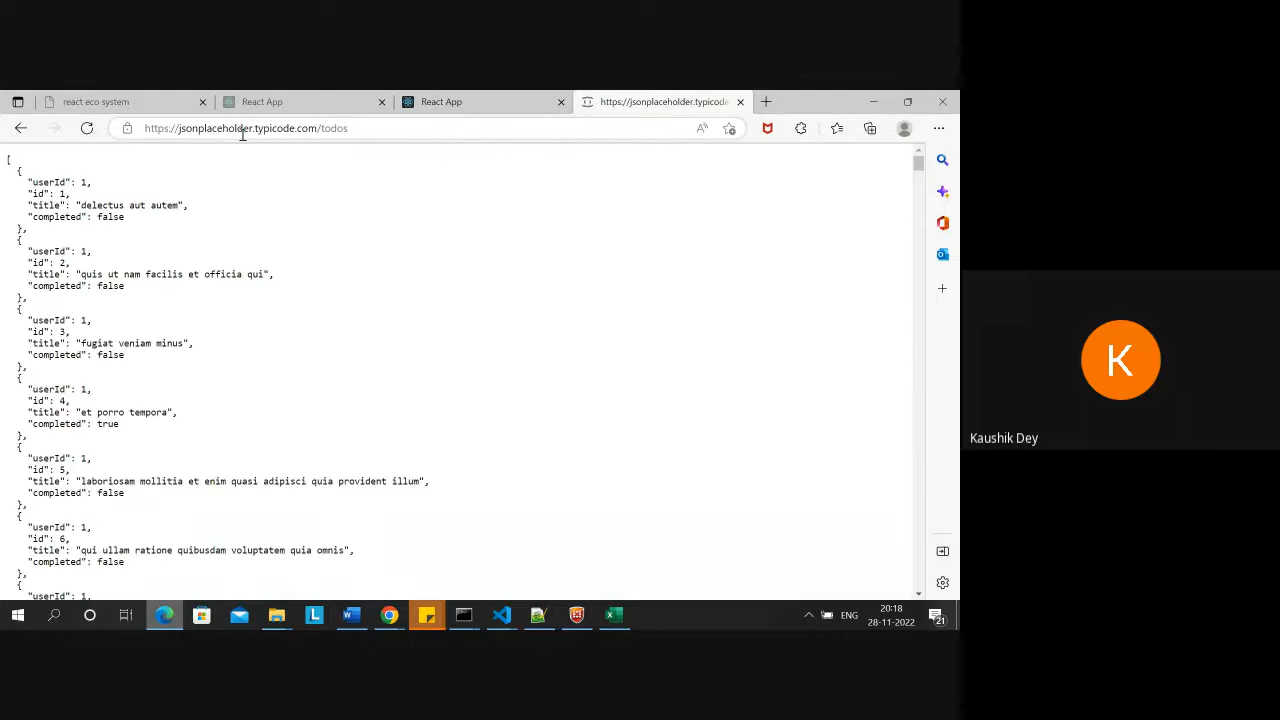 react eco system
React App
React App
https://jsonplaceholder.typicode
https://jsonplaceholder.typicode.com/todos
[
{
"userId": 1,
"id": 1,
"title": "delectus aut autem",
"completed": false
},
{
"userId": 1,
"id": 2,
"title": "quis ut nam facilis et officia qui",
"completed": false
},
{
"userId": 1,
"id": 3,
"title": "fugiat veniam minus",
"completed": false
},
{
"userId": 1,
"id": 4,
"title": "et porro tempora",
"completed": true
},
{
"userId": 1,
"id": 5,
"title": "laboriosam mollitia et enim quasi adipisci quia provident illum",
"completed": false
},
{
"userId": 1,
"id": 6,
"title": "qui ullam ratione quibusdam voluptatem quia omnis",
"completed": false
},
{
"userId": 1,
K
Kaushik Dey
ENG
20:18
28-11-2022
21